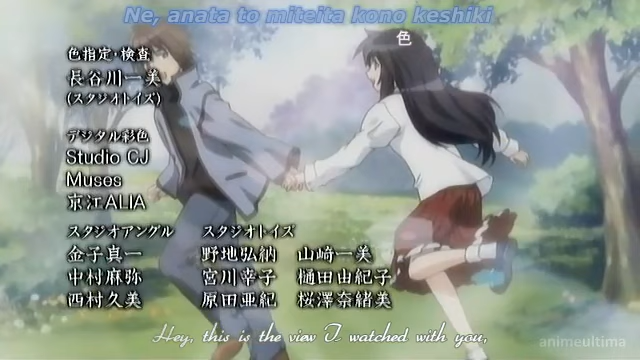 Ne, anata to miteita kono keshiki
色
色指定・検査
長谷川一美
(スタジオトイズ)
デジタル彩色
Studio CJ
Muses
京江ALIA
スタジオアングル スタジオトイズ
金子真一 野地弘納 山崎一美
中村麻弥 宮川幸子 樋田由紀子
西村久美 原田亜紀 桜澤奈緒美
Hey, this is the view I watched with you,
animeultima